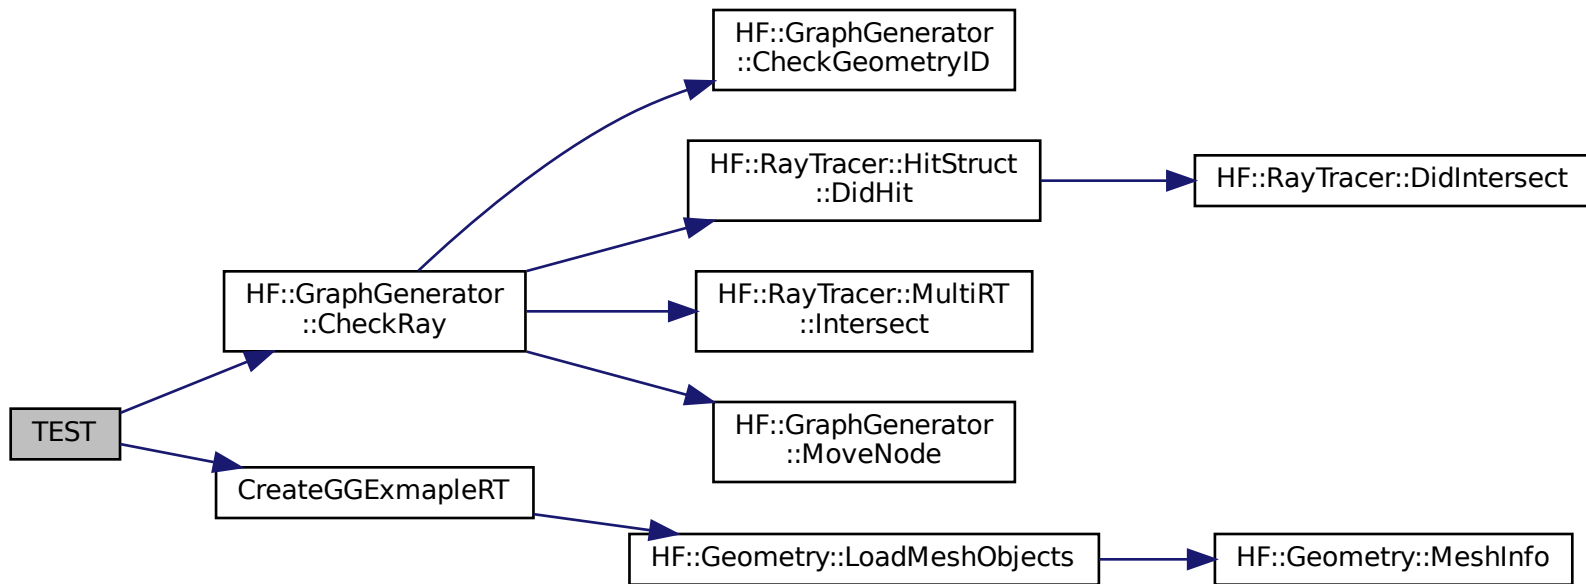 HF::GraphGenerator
::CheckGeometryID
HF::RayTracer::HitStruct
::DidHit
HF::RayTracer::DidIntersect
HF::GraphGenerator
::CheckRay
HF::RayTracer::MultiRT
::Intersect
TEST
HF::GraphGenerator
::MoveNode
CreateGGExmapleRT
HF::Geometry::LoadMeshObjects
HF::Geometry::MeshInfo